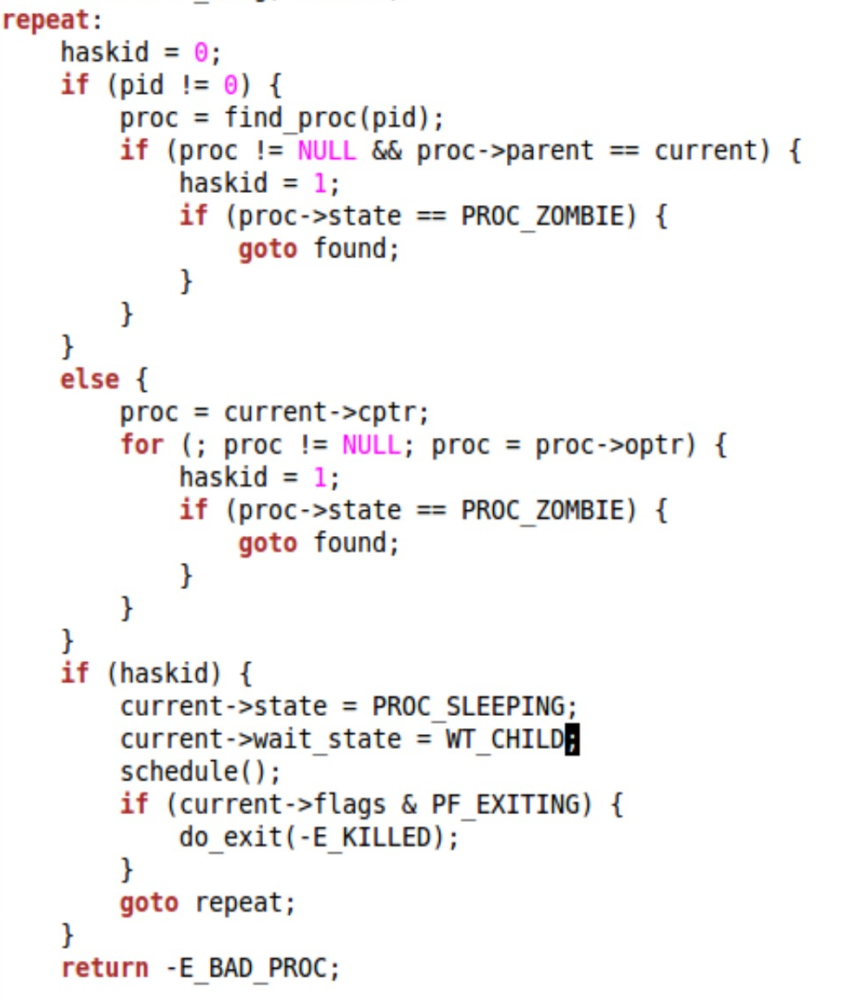 repeat:
    haskid = 0;
    if (pid != 0) {
        proc = find_proc(pid);
        if (proc != NULL && proc->parent == current) {
            haskid = 1;
            if (proc->state == PROC_ZOMBIE) {
                goto found;
            }
        }
    }
    else {
        proc = current->cptr;
        for (; proc != NULL; proc = proc->optr) {
            haskid = 1;
            if (proc->state == PROC_ZOMBIE) {
                goto found;
            }
        }
    }
    if (haskid) {
        current->state = PROC_SLEEPING;
        current->wait_state = WT_CHILD;
        schedule();
        if (current->flags & PF_EXITING) {
            do_exit(-E_KILLED);
        }
        goto repeat;
    }
    return -E_BAD_PROC;